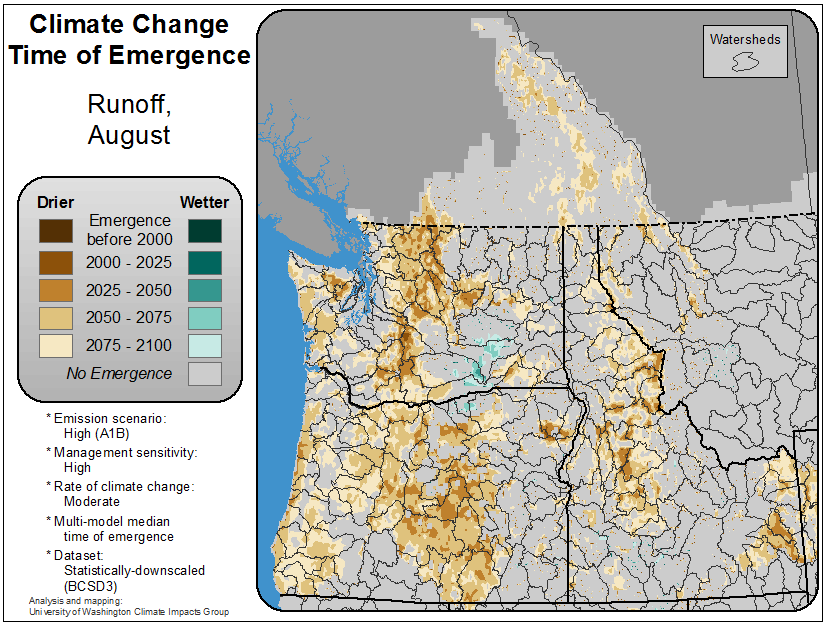 Climate Change
Time of Emergence
Runoff,
August
Drier
Wetter
Emergence
before 2000
2000 - 2025
2025 - 2050
2050 - 2075
2075 - 2100
No Emergence
* Emission scenario:
High (A1B)
* Management sensitivity:
High
* Rate of climate change:
Moderate
* Multi-model median
time of emergence
* Dataset:
Statistically-downscaled
(BCSD3)
Analysis and mapping:
University of Washington Climate Impacts Group
Watersheds